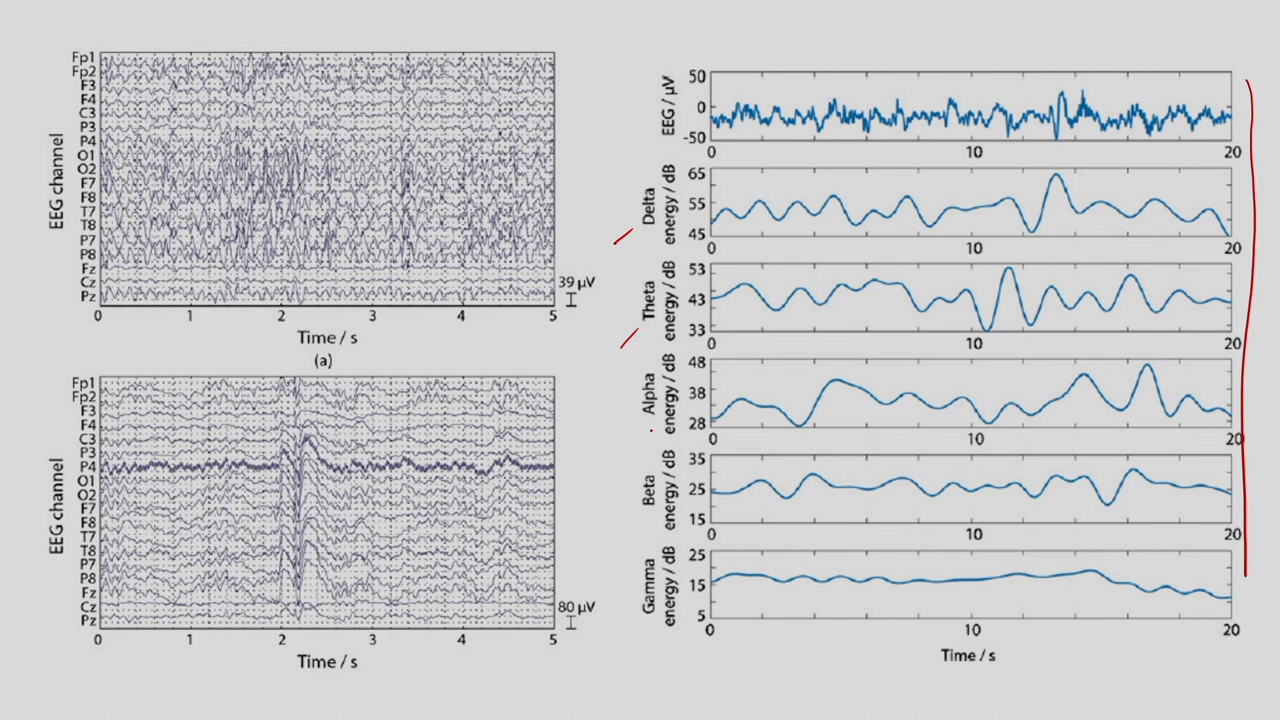 EEG channel
Fp1
Fp2
F3
F4
C3
P3
P4
O1
O2
F7
F8
T7
T8
P7
P8
Fz
Cz
Pz
39 μV
0 1 2 3 4 5
Time / s
(a)
EEG channel
Fp1
Fp2
F3
F4
C3
P3
P4
O1
O2
F7
F8
T7
T8
P7
P8
Fz
Cz
Pz
80 μV
0 1 2 3 4 5
Time / s
EEG / μV
50
0
-50
0 10 20
Delta
energy / dB
65
55
45
0 10 20
Theta
energy / dB
53
43
33
0 10 20
Alpha
energy / dB
48
38
28
0 10 20
Beta
energy / dB
35
25
15
0 10 20
Gamma
energy / dB
25
15
5
0 10 20
Time / s